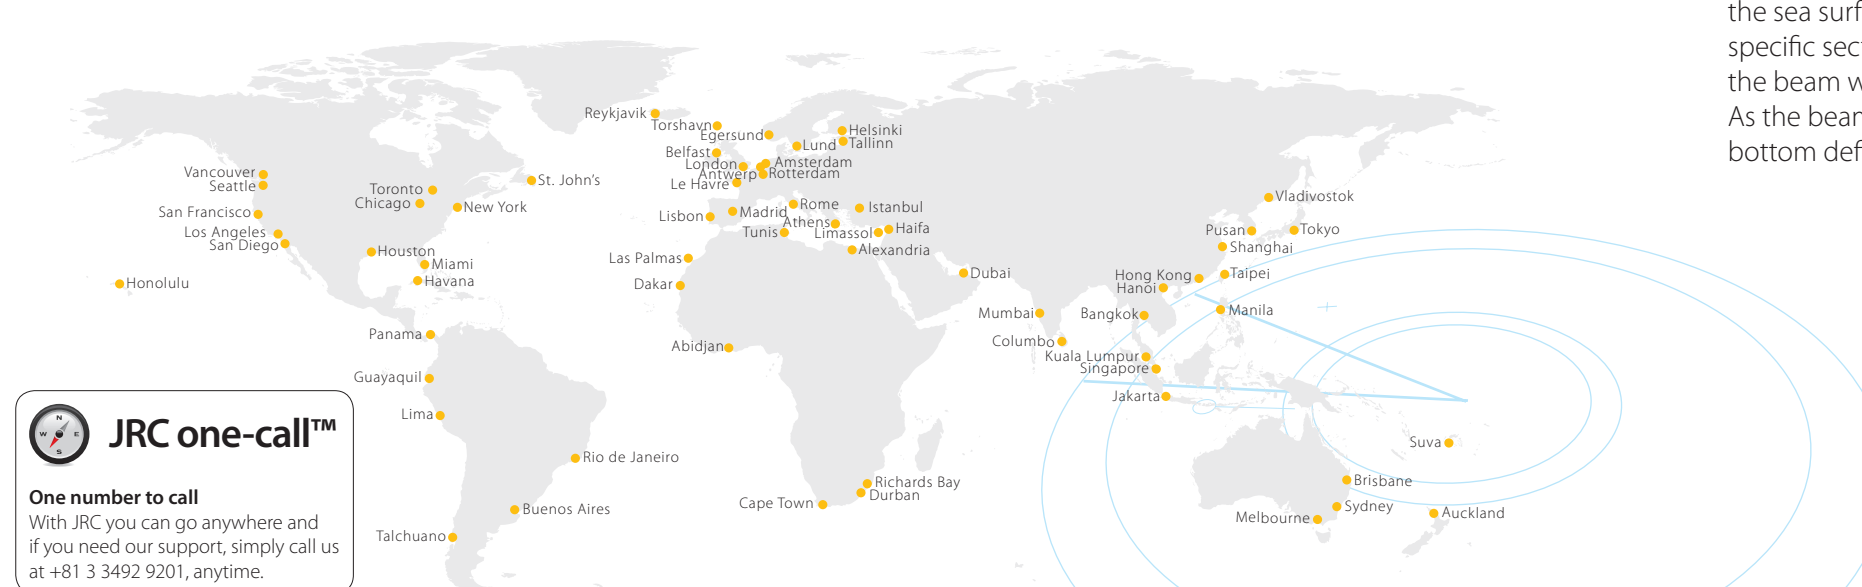 the sea surf
specific sect
the beam w
As the beam
bottom def
Reykjavik
Torshavn
Egersund
Helsinki
Tallinn
Lund
Belfast
London
Amsterdam
Antwerp
Rotterdam
Le Havre
Vancouver
Seattle
Toronto
Chicago
St. John's
New York
San Francisco
Los Angeles
San Diego
Lisbon
Madrid
Rome
Istanbul
Athens
Tunis
Limassol
Haifa
Alexandria
Vladivostok
Pusan
Tokyo
Shanghai
Houston
Miami
Havana
Honolulu
Las Palmas
Dakar
Dubai
Hong Kong
Hanoi
Taipei
Mumbai
Bangkok
Manila
Columbo
Kuala Lumpur
Singapore
Jakarta
Panama
Abidjan
Guayaquil
Lima
Suva
Rio de Janeiro
Richards Bay
Durban
Cape Town
Brisbane
Sydney
Melbourne
Auckland
Buenos Aires
Talchuano
N
W E
S
JRC one-call™
One number to call
With JRC you can go anywhere and
if you need our support, simply call us
at +81 3 3492 9201, anytime.